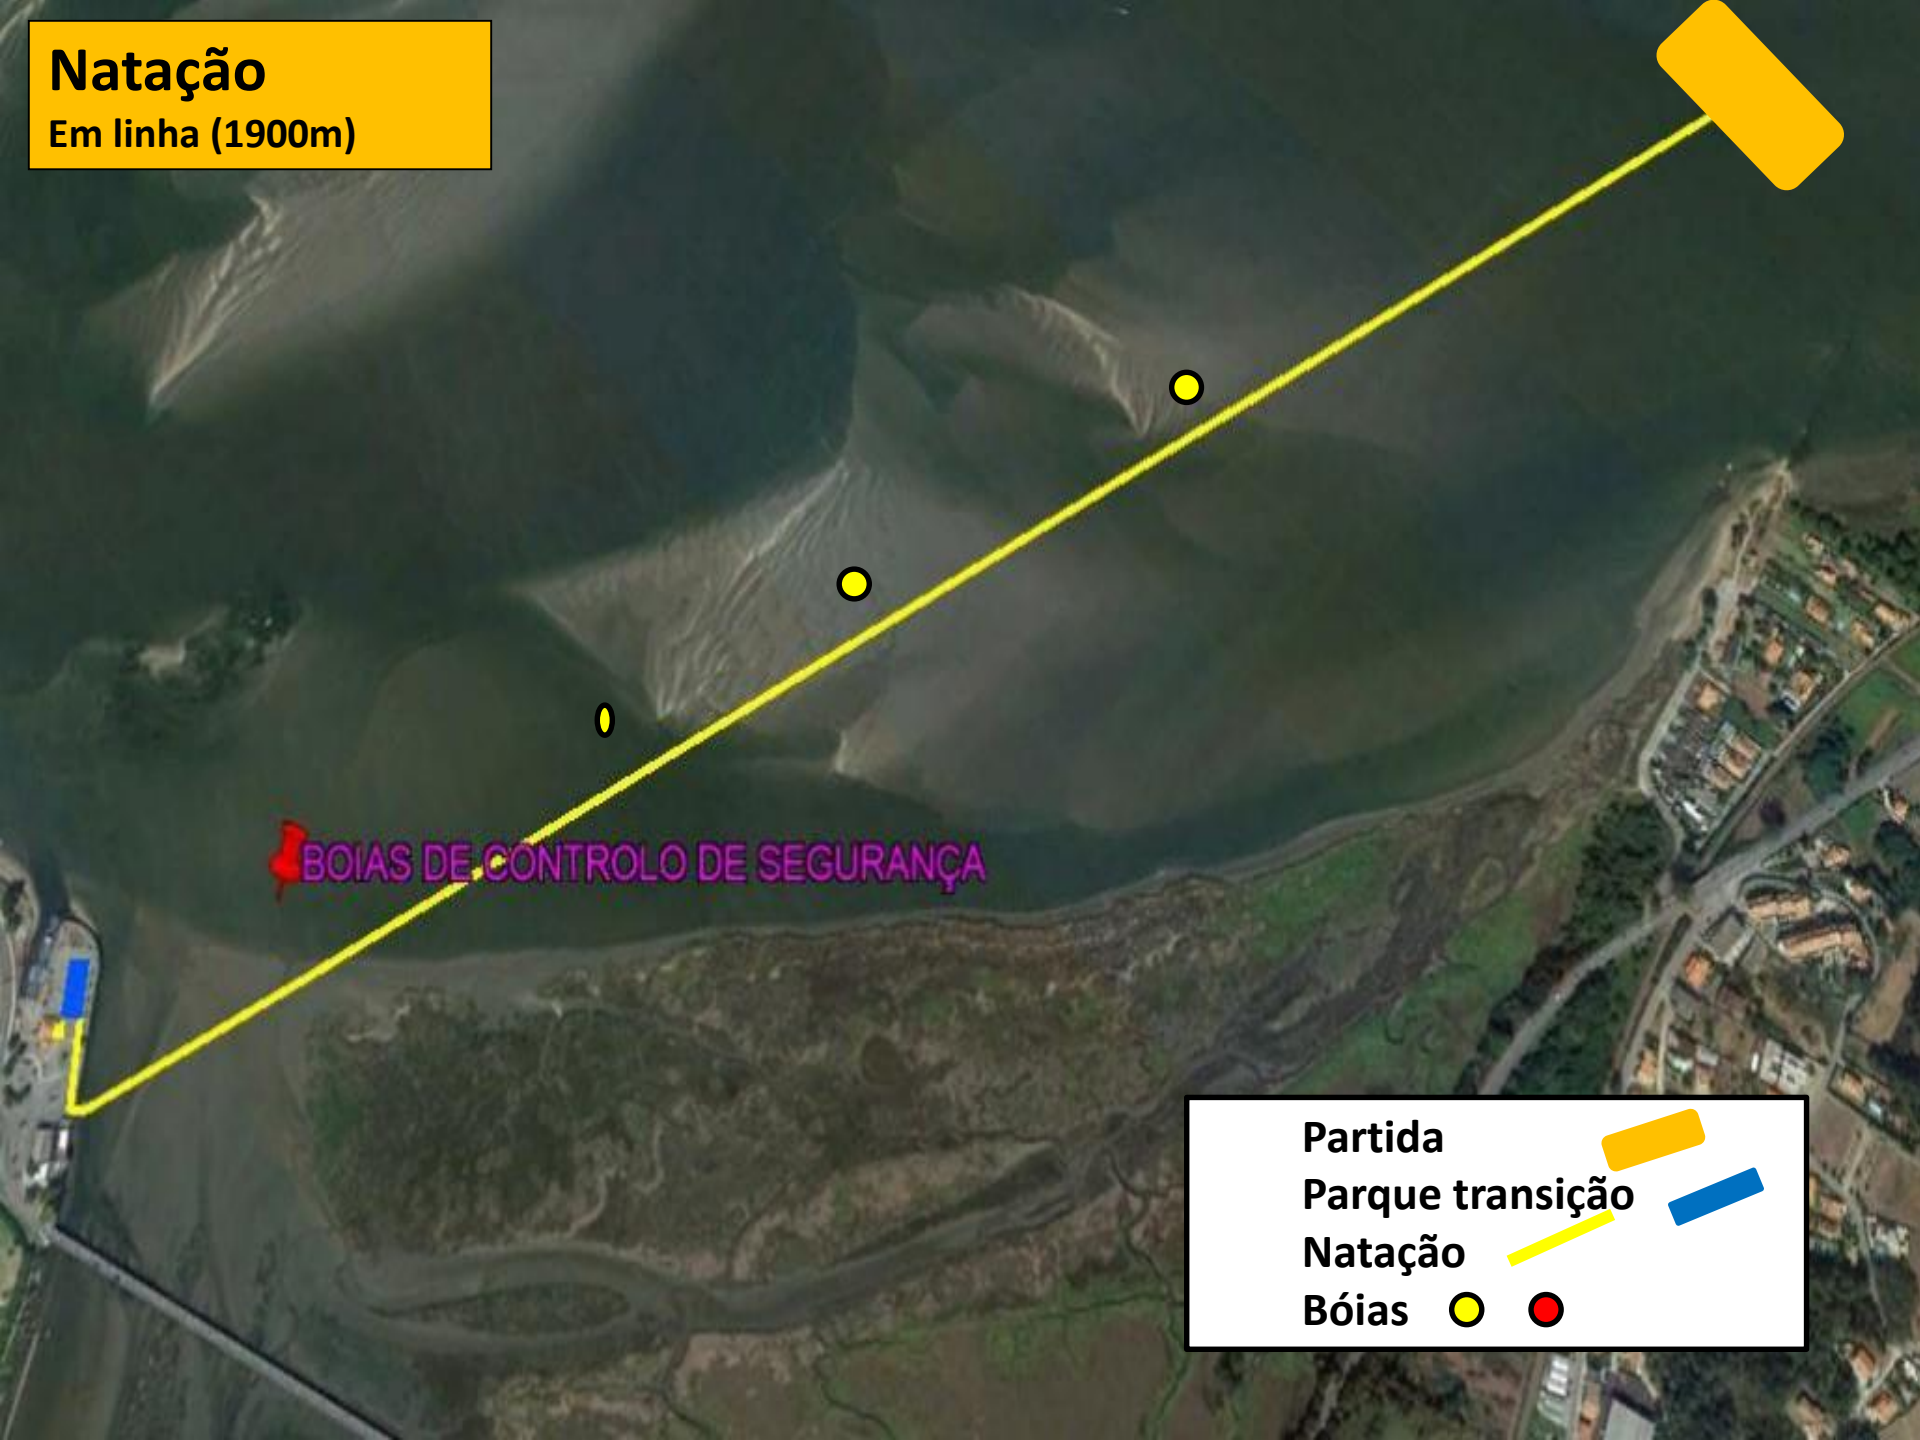 Natação
Em linha (1900m)
BOIAS DE CONTROLO DE SEGURANÇA
Partida
Parque transição
Natação
Bóias